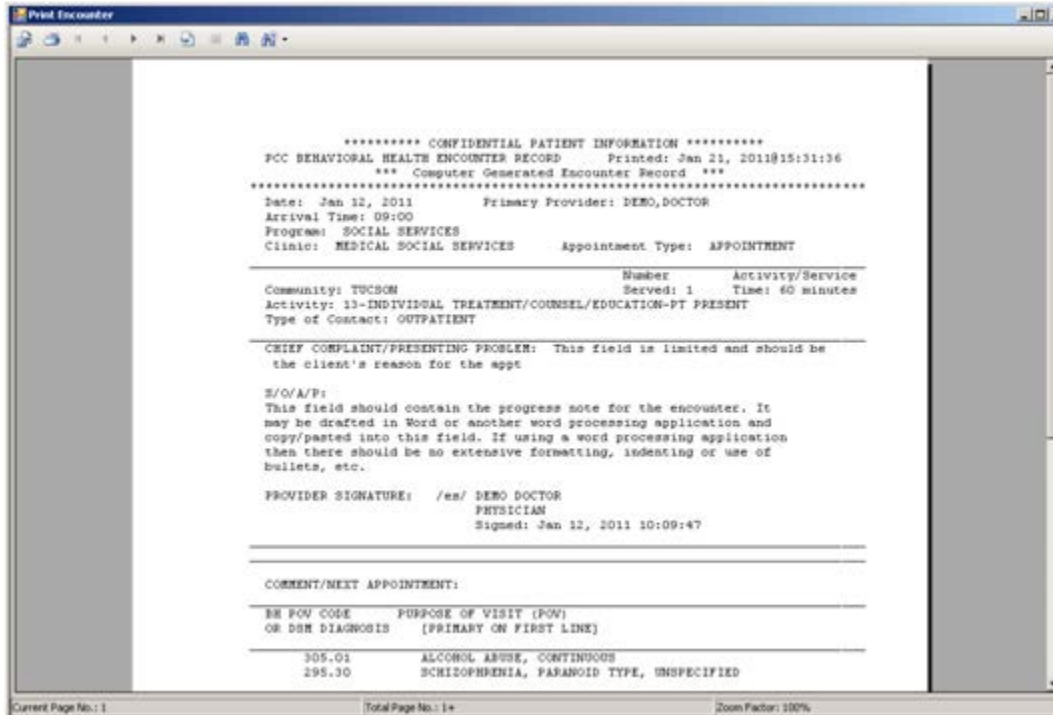 Print Encounter
********** CONFIDENTIAL PATIENT INFORMATION **********
PCC BEHAVIORAL HEALTH ENCOUNTER RECORD Printed: Jan 21, 2011@15:31:36
*** Computer Generated Encounter Record ***
*******************************************************************************
Date: Jan 12, 2011 Primary Provider: DEMO,DOCTOR
Arrival Time: 09:00
Program: SOCIAL SERVICES
Clinic: MEDICAL SOCIAL SERVICES Appointment Type: APPOINTMENT
Number Activity/Service
Community: TUCSON Served: 1 Time: 60 minutes
Activity: 13-INDIVIDUAL TREATMENT/COUNSEL/EDUCATION-PT PRESENT
Type of Contact: OUTPATIENT
CHIEF COMPLAINT/PRESENTING PROBLEM: This field is limited and should be
the client's reason for the appt
S/O/A/P:
This field should contain the progress note for the encounter. It
may be drafted in Word or another word processing application and
copy/pasted into this field. If using a word processing application
then there should be no extensive formatting, indenting or use of
bullets, etc.
PROVIDER SIGNATURE: /es/ DEMO DOCTOR
PHYSICIAN
Signed: Jan 12, 2011 10:09:47
COMMENT/NEXT APPOINTMENT:
BH POV CODE PURPOSE OF VISIT (POV)
OR DSM DIAGNOSIS [PRIMARY ON FIRST LINE]
305.01 ALCOHOL ABUSE, CONTINUOUS
295.30 SCHIZOPHRENIA, PARANOID TYPE, UNSPECIFIED
Current Page No.: 1 Total Page No.: 1+ Zoom Factor: 100%